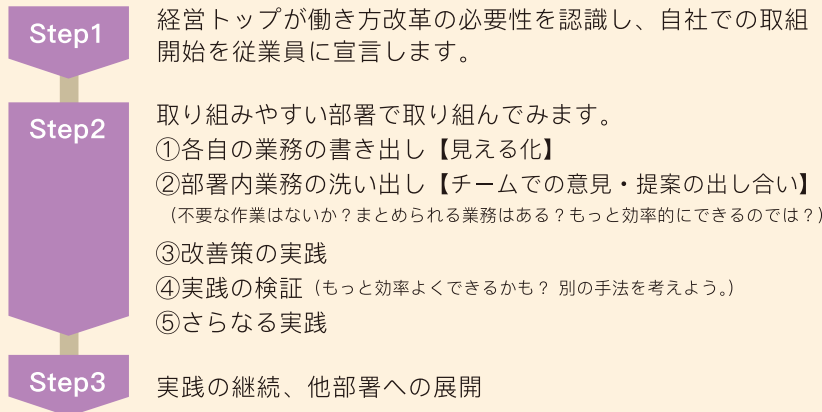 Step1
経営トップが働き方改革の必要性を認識し、自社での取組
開始を従業員に宣言します。
Step2
取り組みやすい部署で取り組んでみます。
①各自の業務の書き出し【見える化】
②部署内業務の洗い出し【チームでの意見・提案の出し合い】
（不要な作業はないか？まとめられる業務はある？もっと効率的にできるのでは？）
③改善策の実践
④実践の検証（もっと効率よくできるかも？ 別の手法を考えよう。）
⑤さらなる実践
Step3
実践の継続、他部署への展開